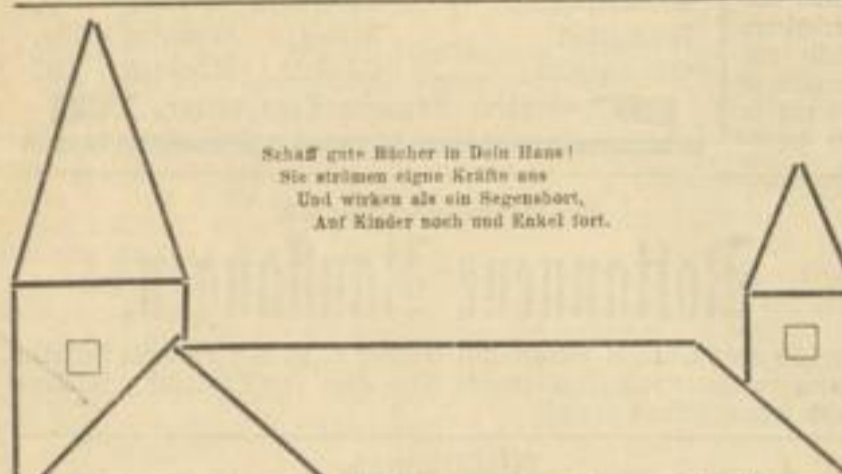 Schaff gute Bücher in Dein Haus!
Sie strömen eigne Kräfte aus
Und wirken als ein Segenshort,
Auf Kinder noch und Enkel fort.